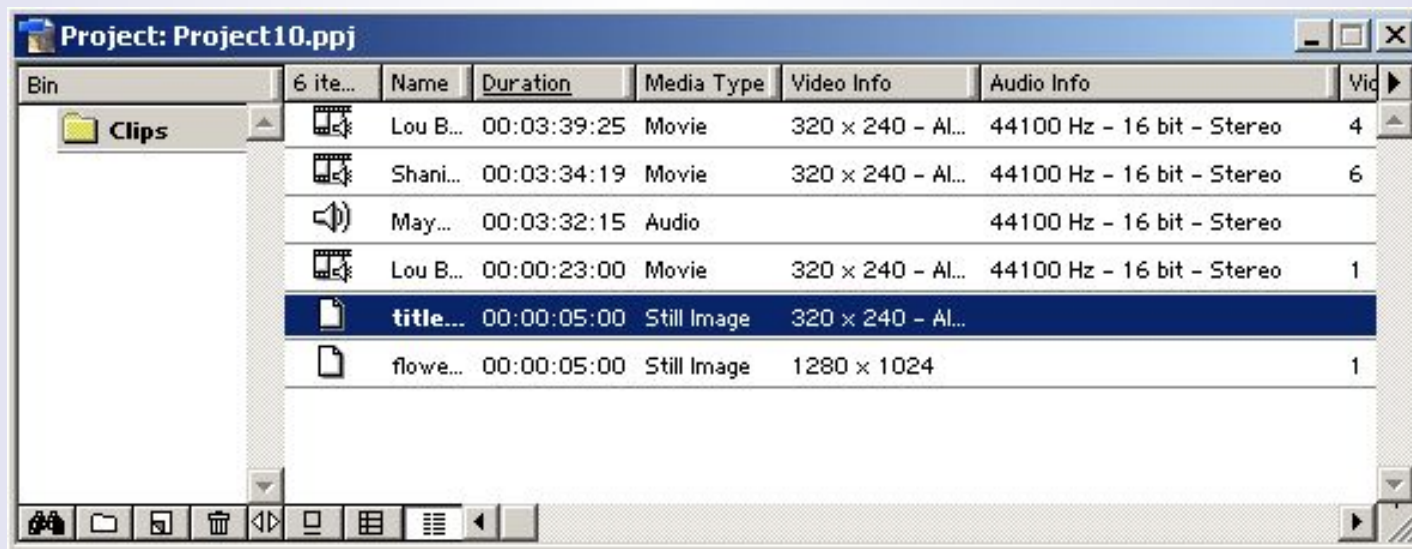 Project: Project10.ppj
Bin 6 ite... Name Duration Media Type Video Info Audio Info Vid
Clips
Lou B... 00:03:39:25 Movie 320 × 240 – Al... 44100 Hz – 16 bit – Stereo 4
Shani... 00:03:34:19 Movie 320 × 240 – Al... 44100 Hz – 16 bit – Stereo 6
May... 00:03:32:15 Audio 44100 Hz – 16 bit – Stereo
Lou B... 00:00:23:00 Movie 320 × 240 – Al... 44100 Hz – 16 bit – Stereo 1
title... 00:00:05:00 Still Image 320 × 240 – Al...
flowe... 00:00:05:00 Still Image 1280 × 1024 1